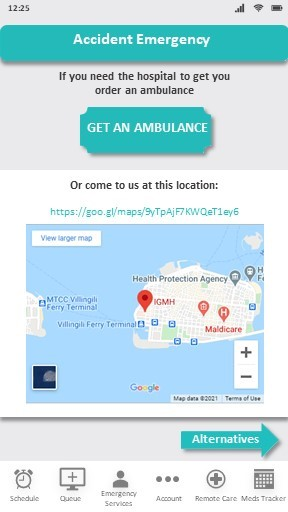 12:25
Accident Emergency
If you need the hospital to get you
order an ambulance
GET AN AMBULANCE
Or come to us at this location:
https://goo.gl/maps/9yTpAjF7KWQeT1ey6
View larger map
Health Protection Agency
H
F
MTCC Villingili
Ferry Terminal
IGMH
Villingili Ferry Terminal
H
Maldicare
+
−
Google
Map data ©2021
Terms of Use
Alternatives
Schedule
Queue
Emergency
Services
Account
Remote Care
Meds Tracker